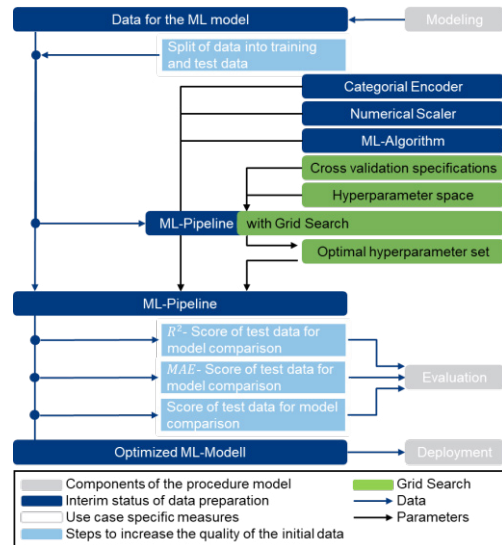 Data for the ML model
Modeling
Split of data into training
and test data
Categorial Encoder
Numerical Scaler
ML-Algorithm
Cross validation specifications
Hyperparameter space
ML-Pipeline with Grid Search
Optimal hyperparameter set
ML-Pipeline
R²- Score of test data for
model comparison
MAE- Score of test data for
model comparison
Evaluation
Score of test data for model
comparison
Optimized ML-Modell
Deployment
Components of the procedure model
Grid Search
Interim status of data preparation
Data
Use case specific measures
Parameters
Steps to increase the quality of the initial data